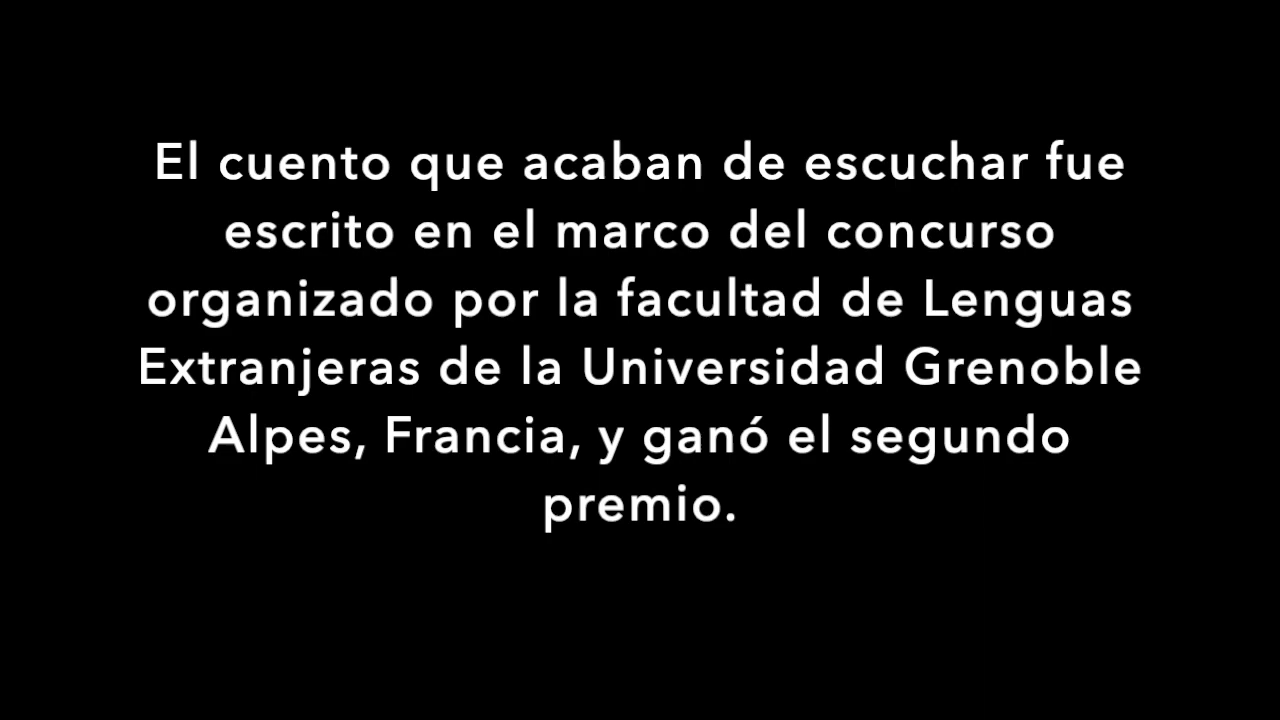 El cuento que acaban de escuchar fue
escrito en el marco del concurso
organizado por la facultad de Lenguas
Extranjeras de la Universidad Grenoble
Alpes, Francia, y ganó el segundo
premio.